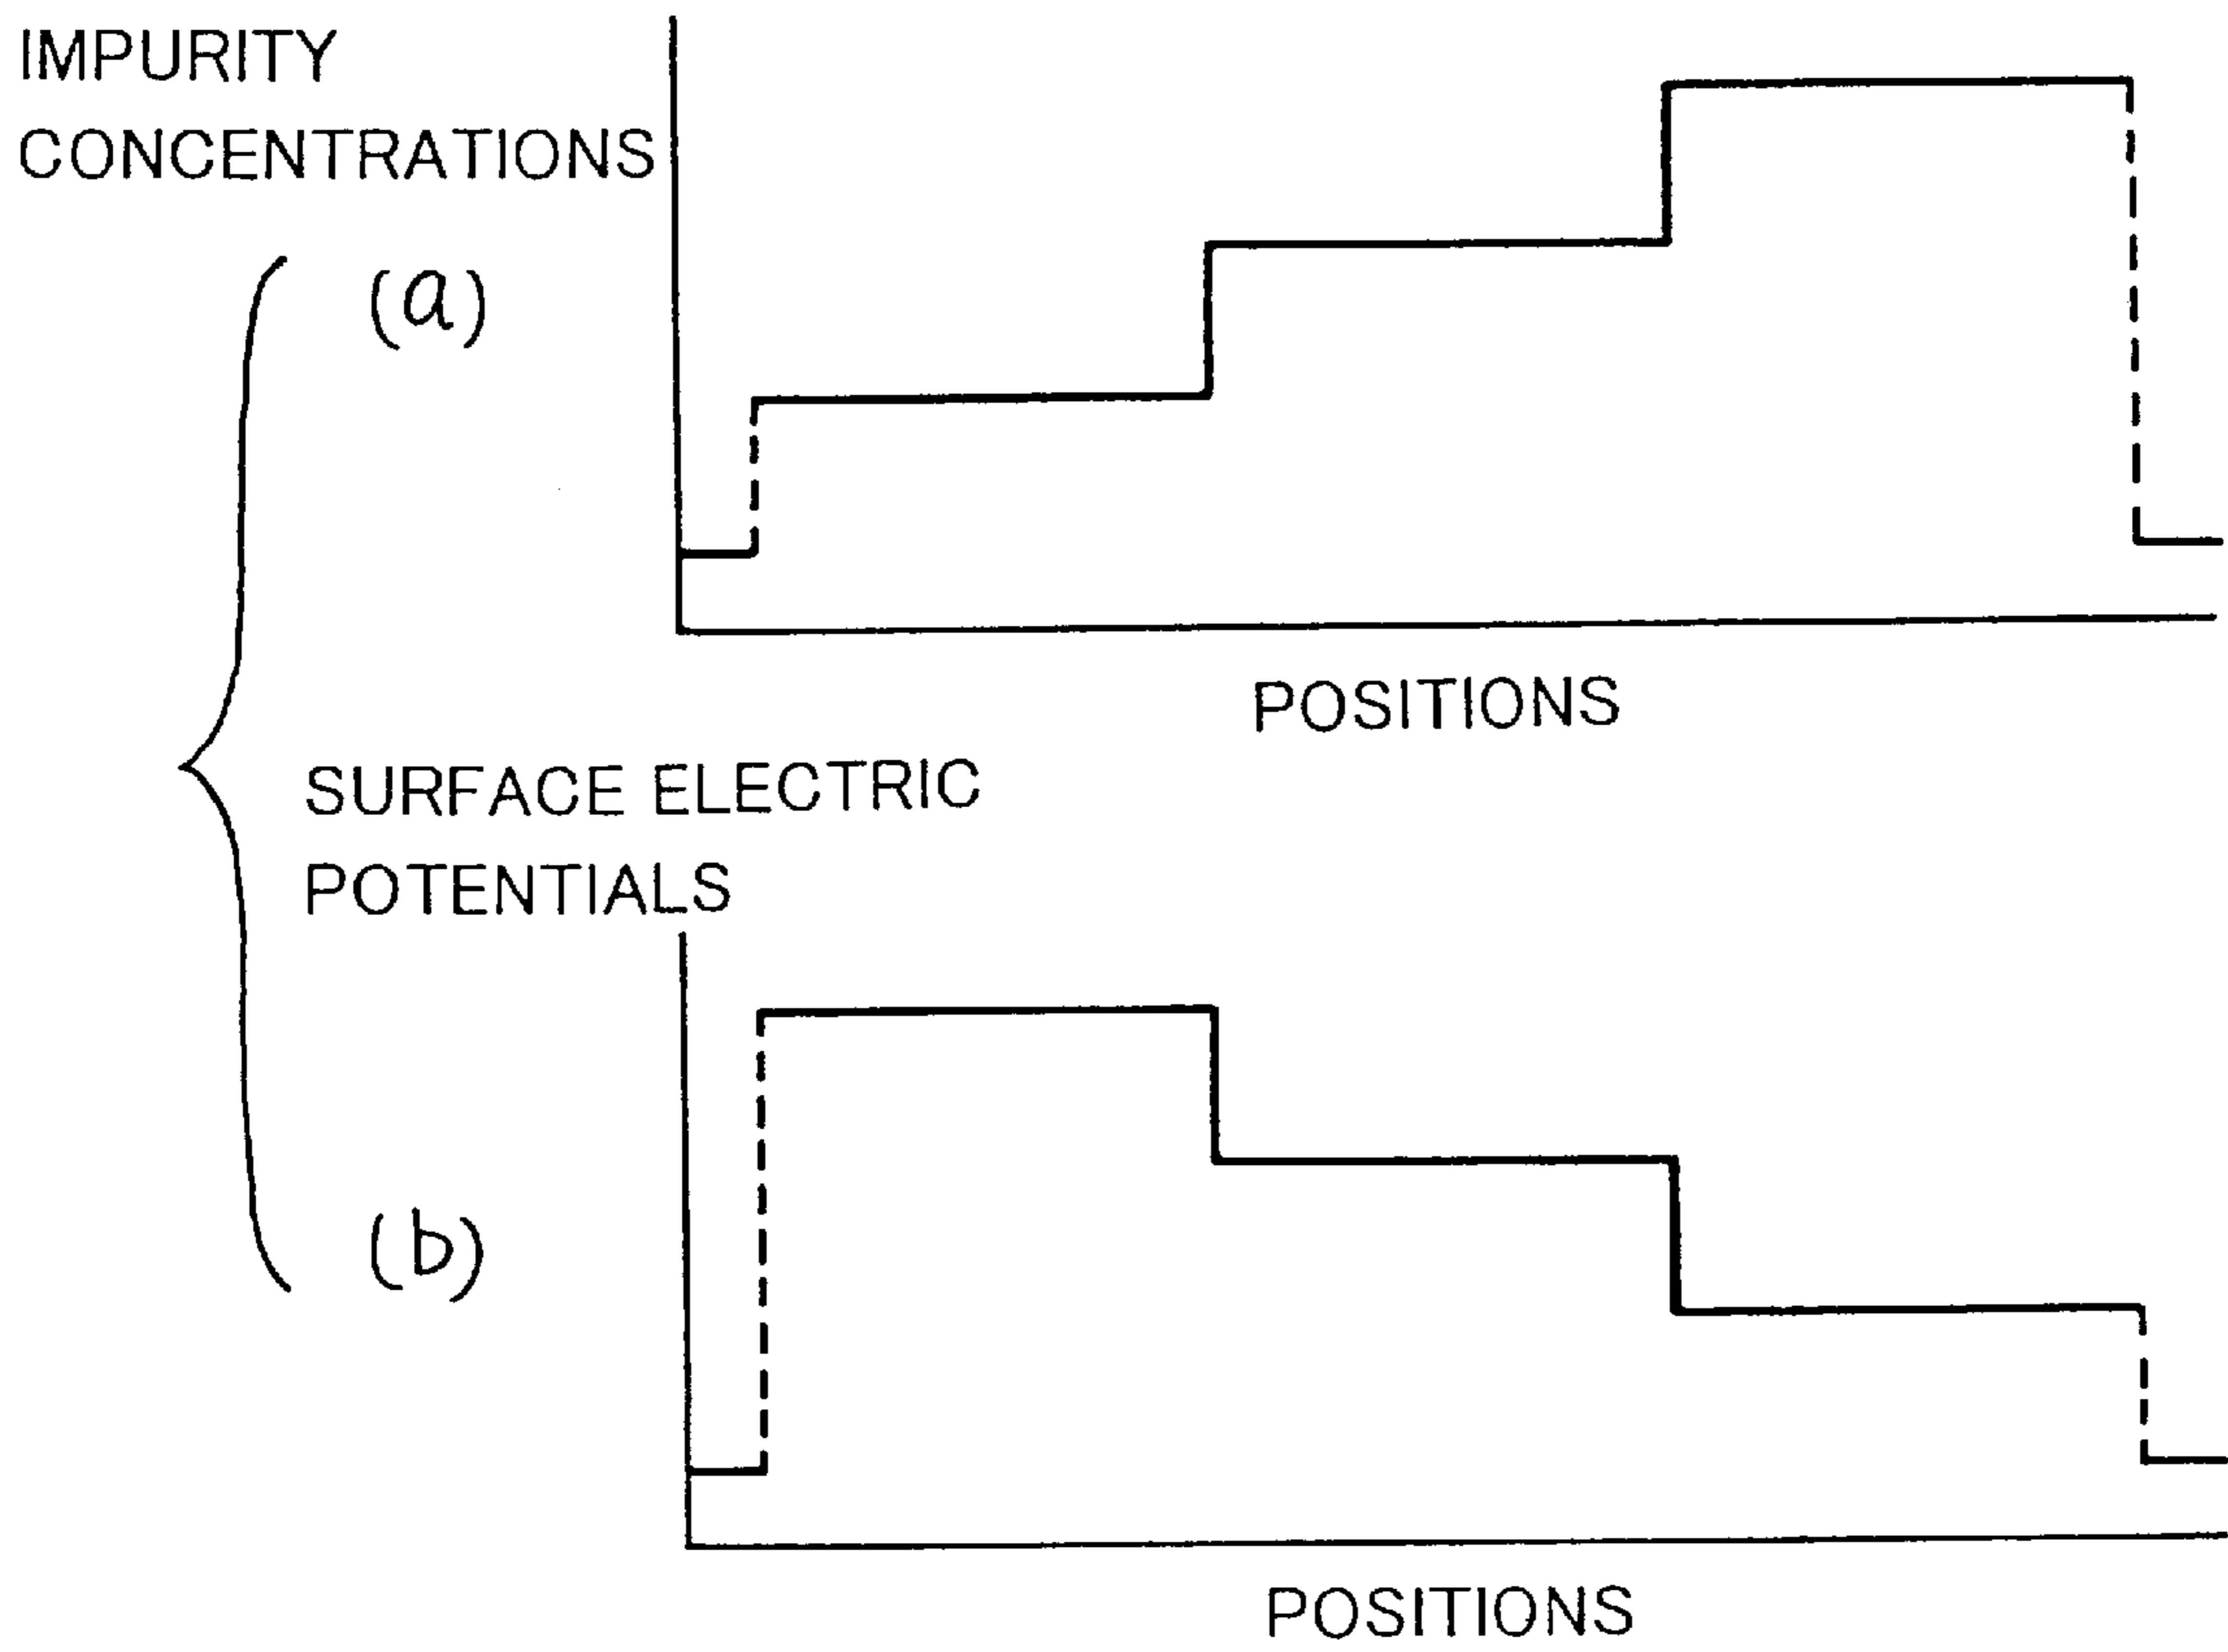 IMPURITY
CONCENTRATIONS
(a)
POSITIONS
SURFACE ELECTRIC
POTENTIALS
(b)
POSITIONS